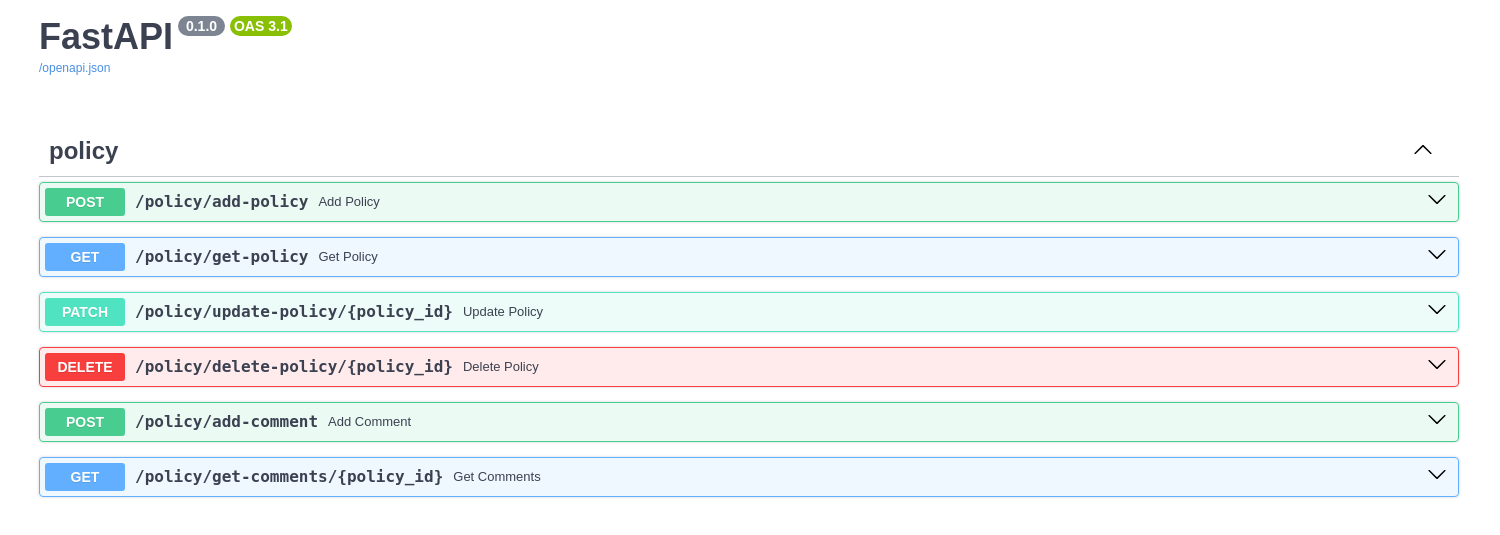 FastAPI 0.1.0 OAS 3.1
/openapi.json
policy
POST /policy/add-policy Add Policy
GET /policy/get-policy Get Policy
PATCH /policy/update-policy/{policy_id} Update Policy
DELETE /policy/delete-policy/{policy_id} Delete Policy
POST /policy/add-comment Add Comment
GET /policy/get-comments/{policy_id} Get Comments